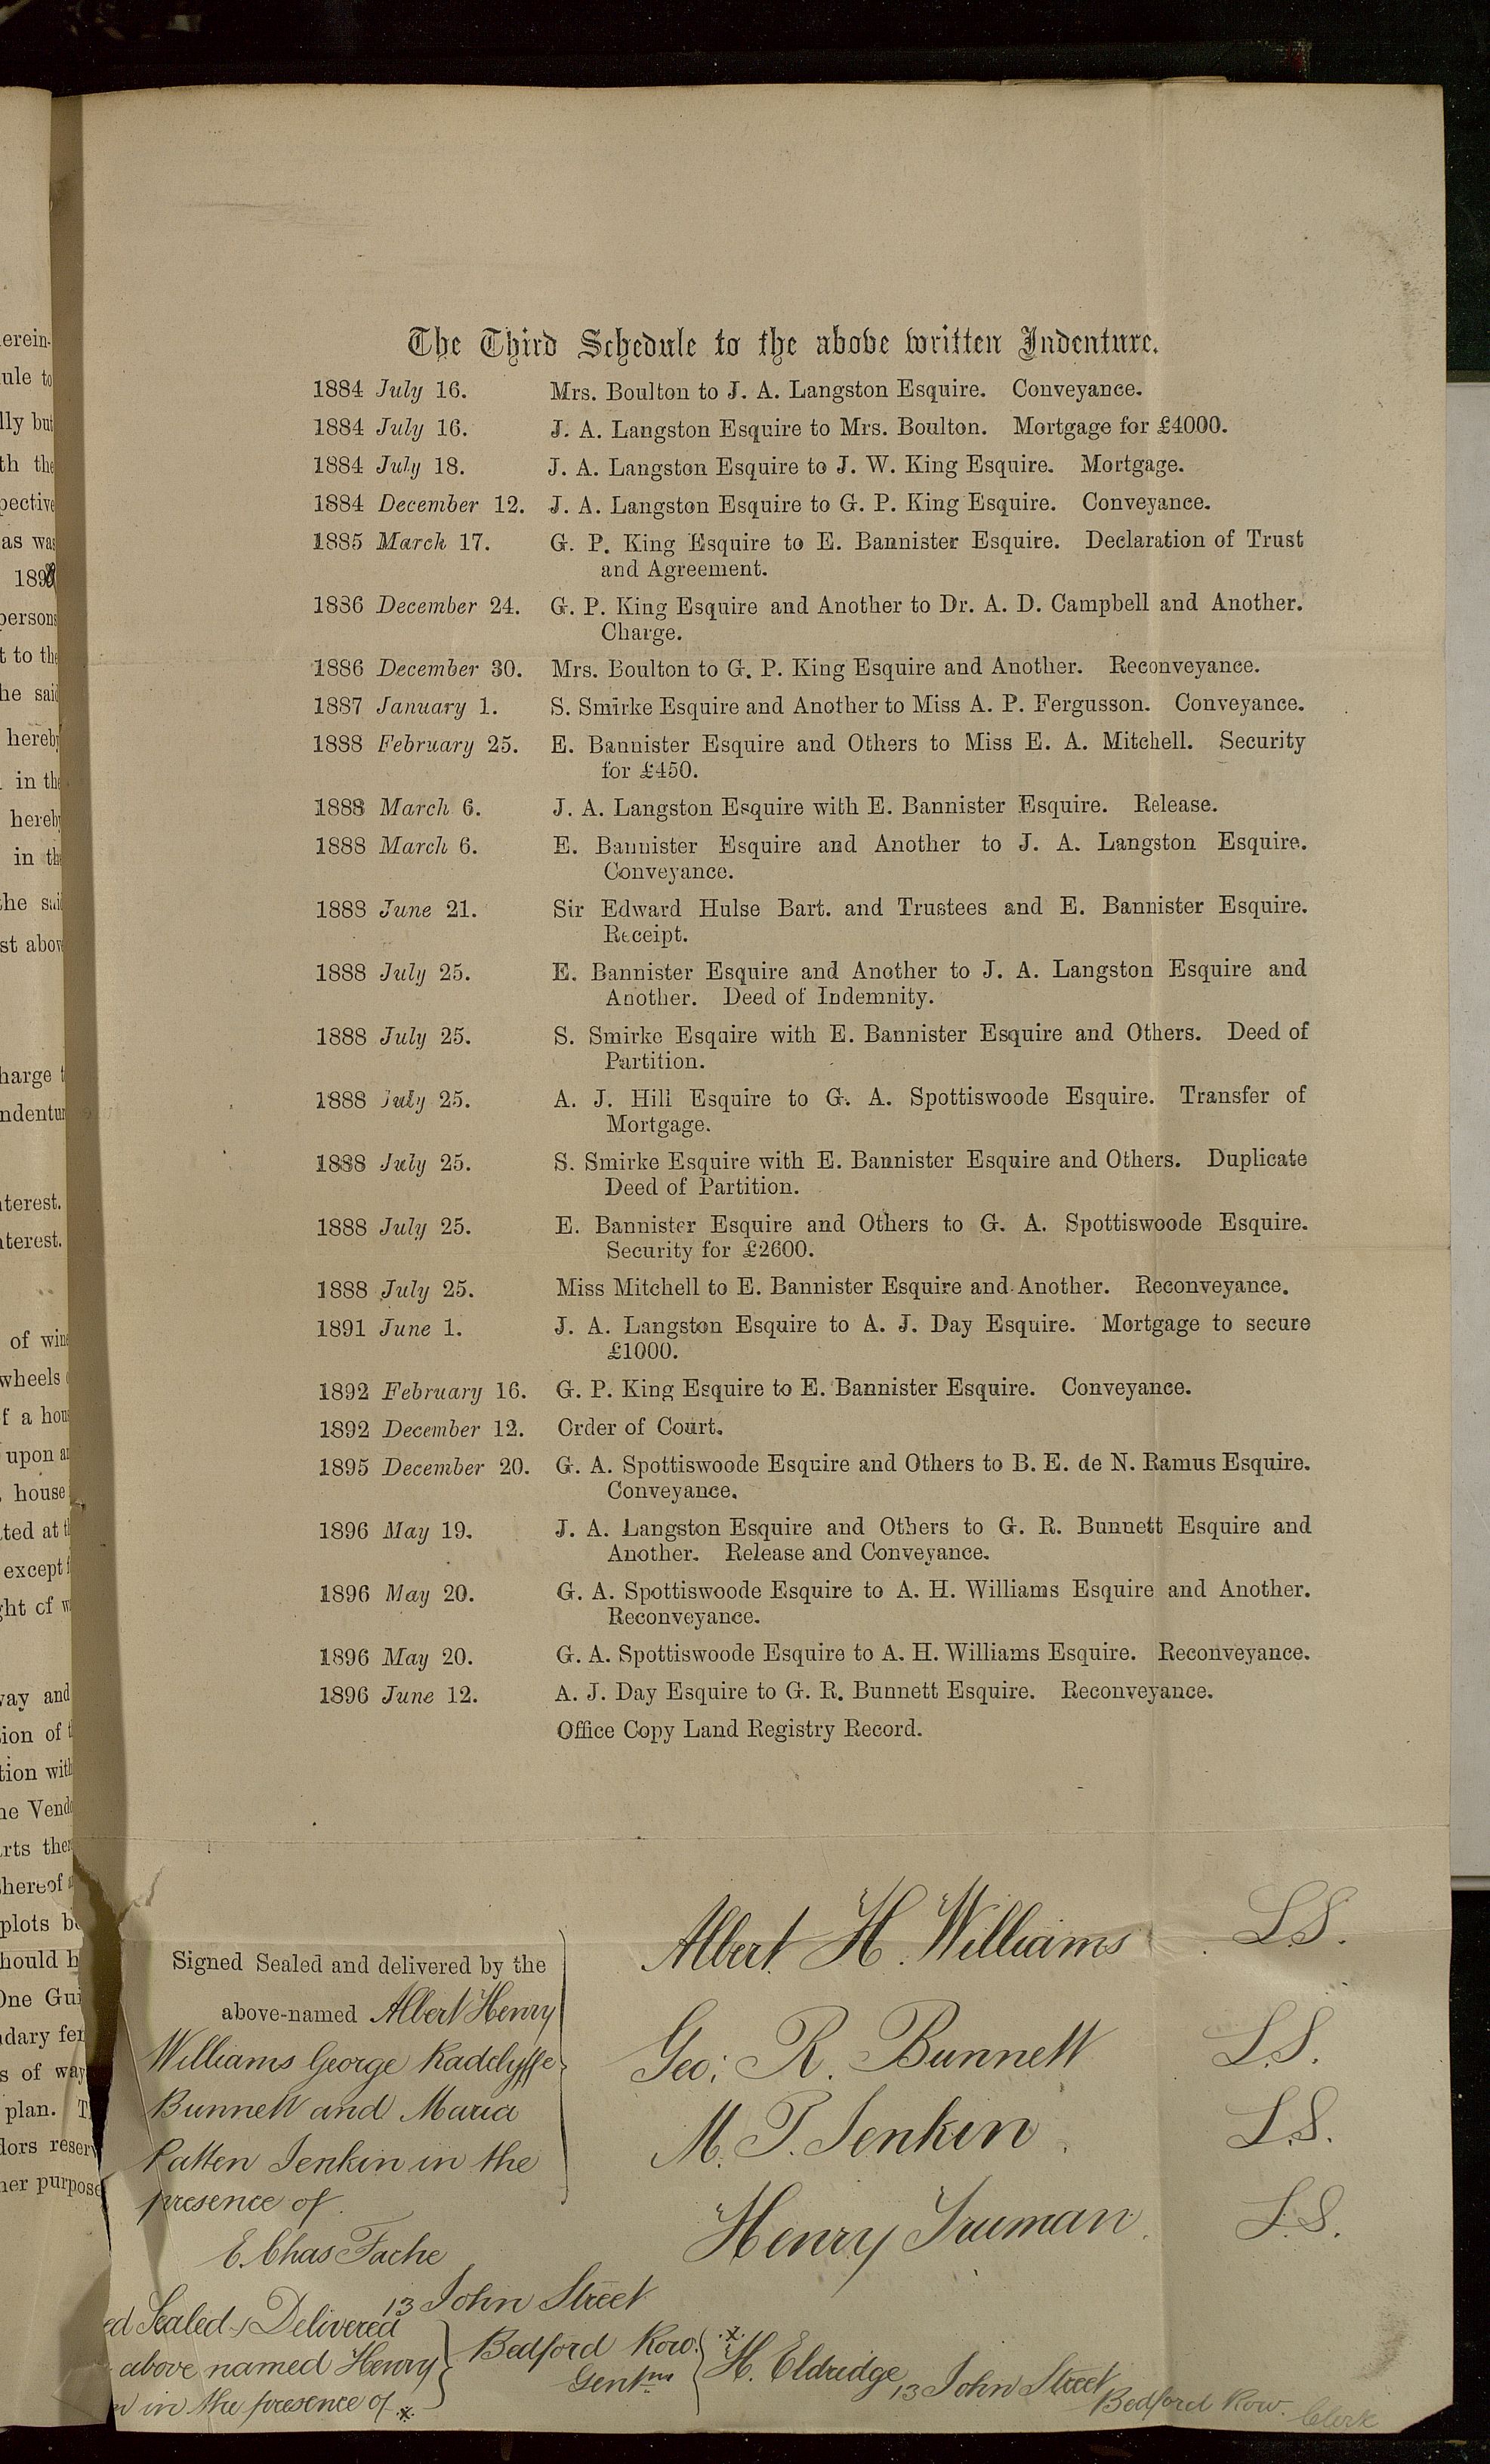 The Third Schedule to the above written Indenture.
1884 July 16. Mrs. Boulton to J. A. Langston Esquire. Conveyance.
1884 July 16. J. A. Langston Esquire to Mrs. Boulton. Mortgage for £4000.
1884 July 18. J. A. Langston Esquire to J. W. King Esquire. Mortgage.
1884 December 12. J. A. Langston Esquire to G. P. King Esquire. Conveyance.
1885 March 17. G. P. King Esquire to E. Bannister Esquire. Declaration of Trust
and Agreement.
1886 December 24. G. P. King Esquire and Another to Dr. A. D. Campbell and Another.
Charge.
1886 December 30. Mrs. Boulton to G. P. King Esquire and Another. Reconveyance.
1887 January 1. S. Smirke Esquire and Another to Miss A. P. Fergusson. Conveyance.
1888 February 25. E. Bannister Esquire and Others to Miss E. A. Mitchell. Security
for £450.
1888 March 6. J. A. Langston Esquire with E. Bannister Esquire. Release.
1888 March 6. E. Bannister Esquire and Another to J. A. Langston Esquire.
Conveyance.
1888 June 21. Sir Edward Hulse Bart. and Trustees and E. Bannister Esquire.
Receipt.
1888 July 25. E. Bannister Esquire and Another to J. A. Langston Esquire and
Another. Deed of Indemnity.
1888 July 25. S. Smirke Esquire with E. Bannister Esquire and Others. Deed of
Partition.
1888 July 25. A. J. Hill Esquire to G. A. Spottiswoode Esquire. Transfer of
Mortgage.
1888 July 25. S. Smirke Esquire with E. Bannister Esquire and Others. Duplicate
Deed of Partition.
1888 July 25. E. Bannister Esquire and Others to G. A. Spottiswoode Esquire.
Security for £2600.
1888 July 25. Miss Mitchell to E. Bannister Esquire and Another. Reconveyance.
1891 June 1. J. A. Langston Esquire to A. J. Day Esquire. Mortgage to secure
£1000.
1892 February 16. G. P. King Esquire to E. Bannister Esquire. Conveyance.
1892 December 12. Order of Court.
1895 December 20. G. A. Spottiswoode Esquire and Others to B. E. de N. Ramus Esquire.
Conveyance.
1896 May 19. J. A. Langston Esquire and Others to G. R. Bunnett Esquire and
Another. Release and Conveyance.
1896 May 20. G. A. Spottiswoode Esquire to A. H. Williams Esquire and Another.
Reconveyance.
1896 May 20. G. A. Spottiswoode Esquire to A. H. Williams Esquire. Reconveyance.
1896 June 12. A. J. Day Esquire to G. R. Bunnett Esquire. Reconveyance.
Office Copy Land Registry Record.
Signed Sealed and delivered by the
above-named Albert Henry
Williams George Radclyffe
Bunnett and Maria
Patten Jenkin in the
presence of
E. Chas Fache
13 John Street
Bedford Row.
Gentmn
Albert H. Williams L.S.
Geo: R. Bunnett L.S.
M. P. Jenkin L.S.
Henry Truman L.S.
Sealed & Delivered
above named Henry
in the presence of *
* H. Eldridge
13 John Street
Bedford Row. Clerk